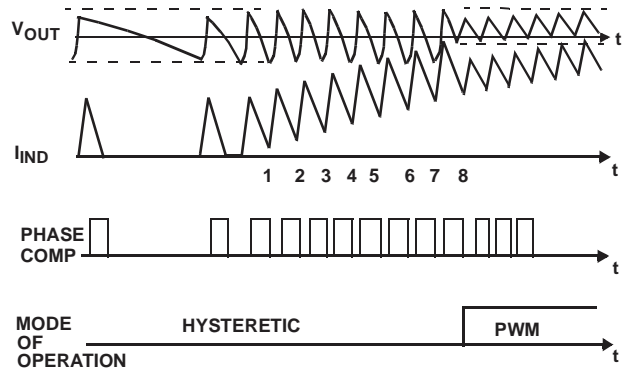 VOUT
t
IIND
1 2 3 4 5 6 7 8
t
PHASE
COMP
t
MODE
OF
OPERATION
HYSTERETIC
PWM
t